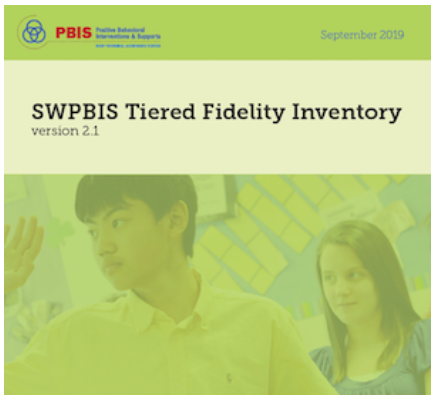 PBIS Positive Behavioral
Interventions & Supports
September 2019
SWPBIS Tiered Fidelity Inventory
version 2.1